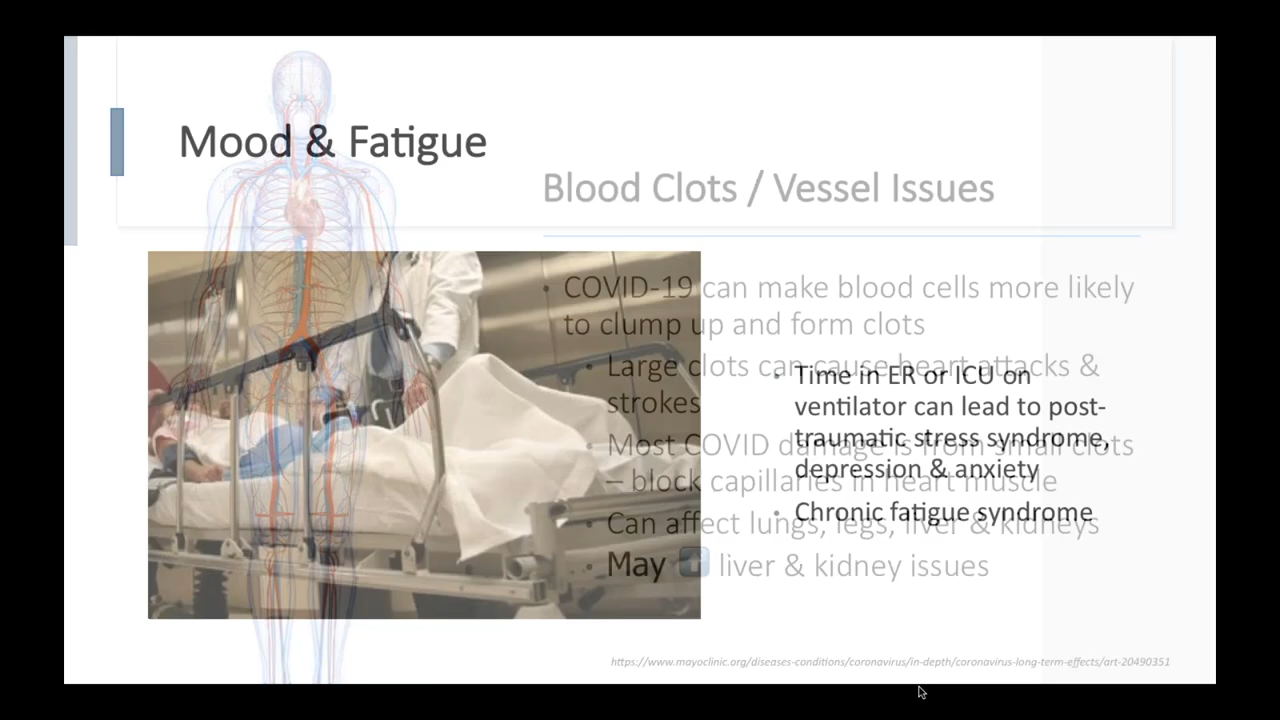 Mood & Fatigue
Blood Clots / Vessel Issues
• COVID-19 can make blood cells more likely
to clump up and form clots
• Large clots can cause heart attacks &
strokes
• Most COVID damage is from small clots
– block capillaries in heart muscle
• Can affect lungs, legs, liver & kidneys
• May ⬆ liver & kidney issues
• Time in ER or ICU on
ventilator can lead to post-
traumatic stress syndrome,
depression & anxiety
• Chronic fatigue syndrome
https://www.mayoclinic.org/diseases-conditions/coronavirus/in-depth/coronavirus-long-term-effects/art-20490351